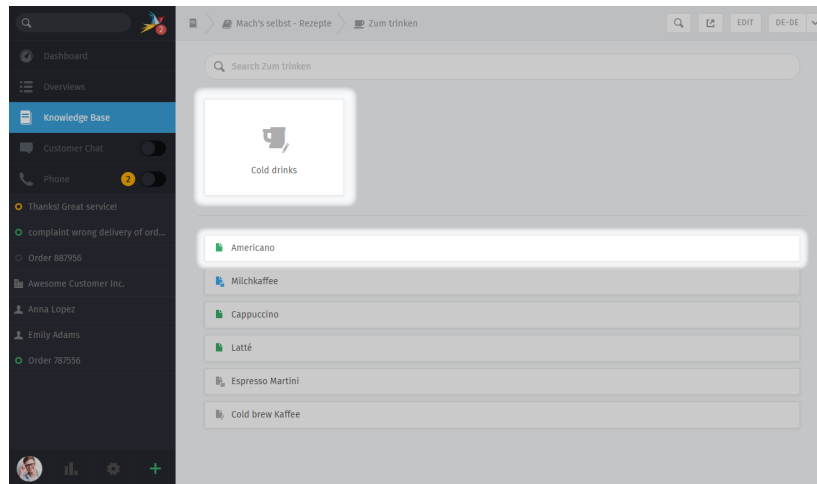 2
Mach's selbst - Rezepte
Zum trinken
EDIT
DE-DE
Dashboard
Overviews
Knowledge Base
Customer Chat
Phone
2
Thanks! Great service!
complaint wrong delivery of ord...
Order 887956
Awesome Customer Inc.
Anna Lopez
Emily Adams
Order 787556
Search Zum trinken
Cold drinks
Americano
Milchkaffee
Cappuccino
Latté
Espresso Martini
Cold brew Kaffee